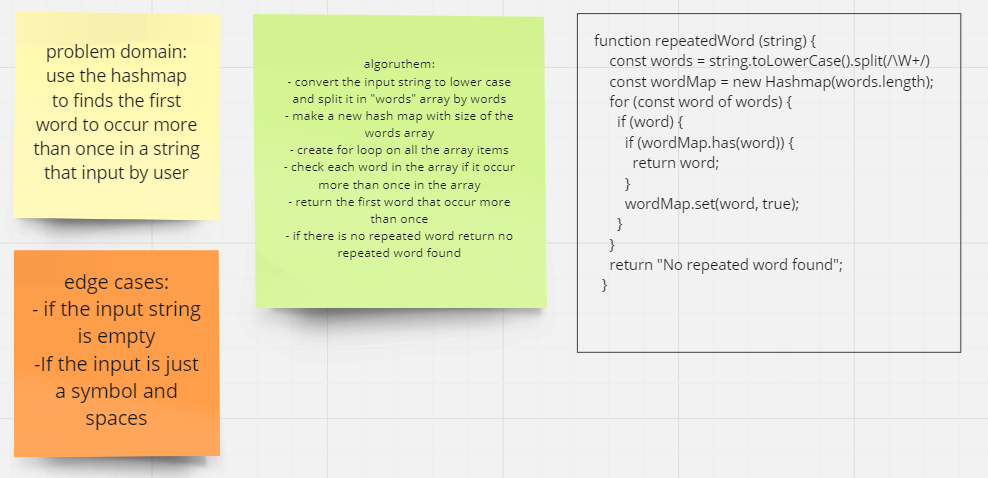 problem domain:
use the hashmap
to finds the first
word to occur more
than once in a string
that input by user
edge cases:
- if the input string
is empty
-If the input is just
a symbol and
spaces
algoruthem:
- convert the input string to lower case
and split it in "words" array by words
- make a new hash map with size of the
words array
- create for loop on all the array items
- check each word in the array if it occur
more than once in the array
- return the first word that occur more
than once
- if there is no repeated word return no
repeated word found
function repeatedWord (string) {
const words = string.toLowerCase().split(/\W+/)
const wordMap = new Hashmap(words.length);
for (const word of words) {
if (word) {
if (wordMap.has(word)) {
return word;
}
wordMap.set(word, true);
}
}
return "No repeated word found";
}